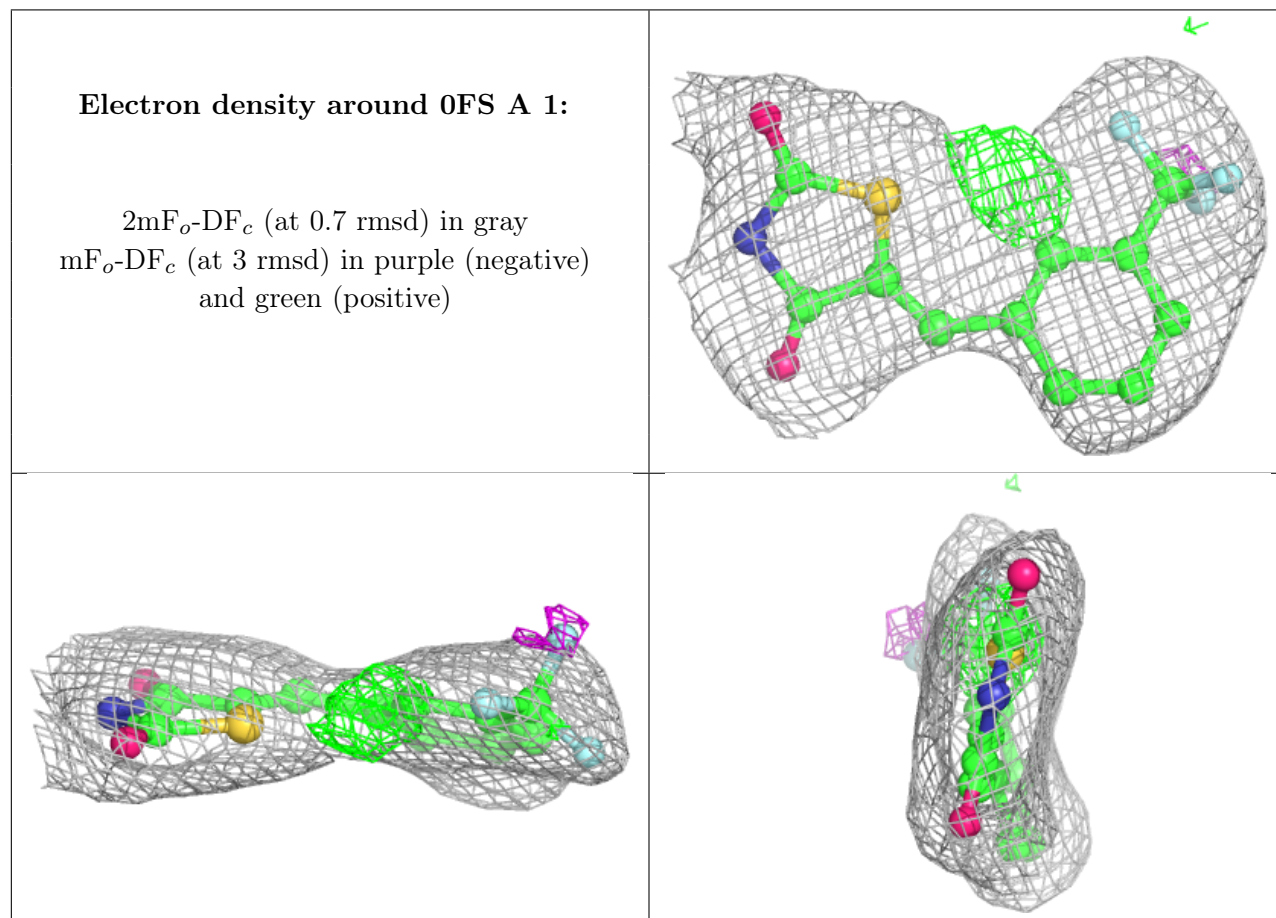 Electron density around 0FS A 1:
2mFo-DFc (at 0.7 rmsd) in gray
mFo-DFc (at 3 rmsd) in purple (negative)
and green (positive)